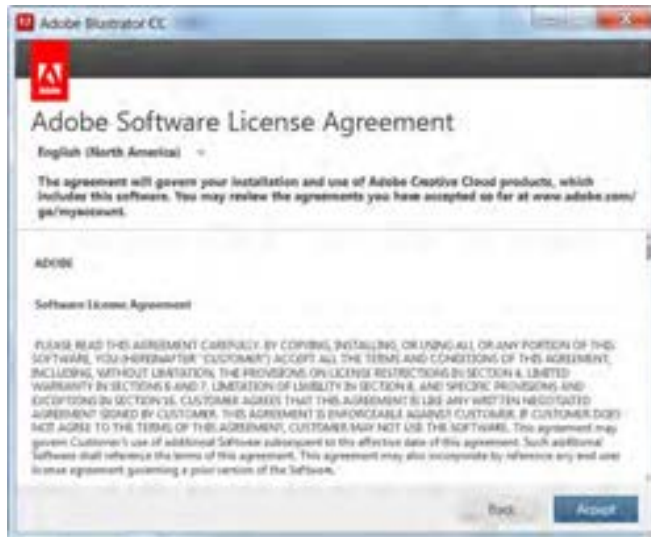 Adobe Illustrator CC
Adobe
Adobe Software License Agreement
English (North America)
The agreement will govern your installation and use of Adobe Creative Cloud products, which
includes this software. You may review the agreements you have accepted so far at www.adobe.com/
go/myaccount.
ADOBE
Software License Agreement
PLEASE READ THIS AGREEMENT CAREFULLY. BY COPYING, INSTALLING, OR USING ALL OR ANY PORTION OF THIS
SOFTWARE, YOU (HEREINAFTER "CUSTOMER") ACCEPT ALL THE TERMS AND CONDITIONS OF THIS AGREEMENT,
INCLUDING, WITHOUT LIMITATION, THE PROVISIONS ON LICENSE RESTRICTIONS IN SECTION 4, LIMITED
WARRANTY IN SECTIONS 6 AND 7, LIMITATION OF LIABILITY IN SECTION 8, AND SPECIFIC PROVISIONS AND
EXCEPTIONS IN SECTION 16. CUSTOMER AGREES THAT THIS AGREEMENT IS LIKE ANY WRITTEN NEGOTIATED
AGREEMENT SIGNED BY CUSTOMER. THIS AGREEMENT IS ENFORCEABLE AGAINST CUSTOMER. IF CUSTOMER DOES
NOT AGREE TO THE TERMS OF THIS AGREEMENT, CUSTOMER MAY NOT USE THE SOFTWARE. This agreement may
govern Customer's use of additional Software subsequent to the effective date of this agreement. Such additional
Software shall reference the terms of this agreement. This agreement may also incorporate by reference any end user
license agreement governing a prior version of the Software.
Back
Accept